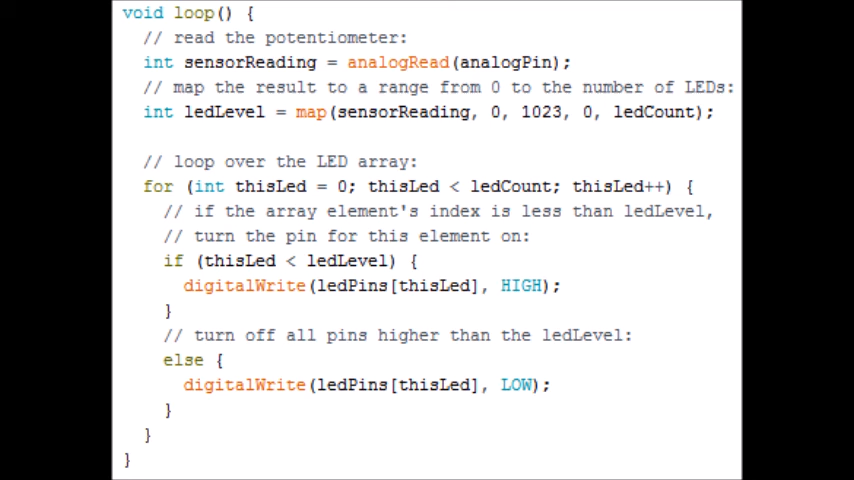 void loop() {
// read the potentiometer:
int sensorReading = analogRead(analogPin);
// map the result to a range from 0 to the number of LEDs:
int ledLevel = map(sensorReading, 0, 1023, 0, ledCount);
// loop over the LED array:
for (int thisLed = 0; thisLed < ledCount; thisLed++) {
// if the array element's index is less than ledLevel,
// turn the pin for this element on:
if (thisLed < ledLevel) {
digitalWrite(ledPins[thisLed], HIGH);
}
// turn off all pins higher than the ledLevel:
else {
digitalWrite(ledPins[thisLed], LOW);
}
}
}